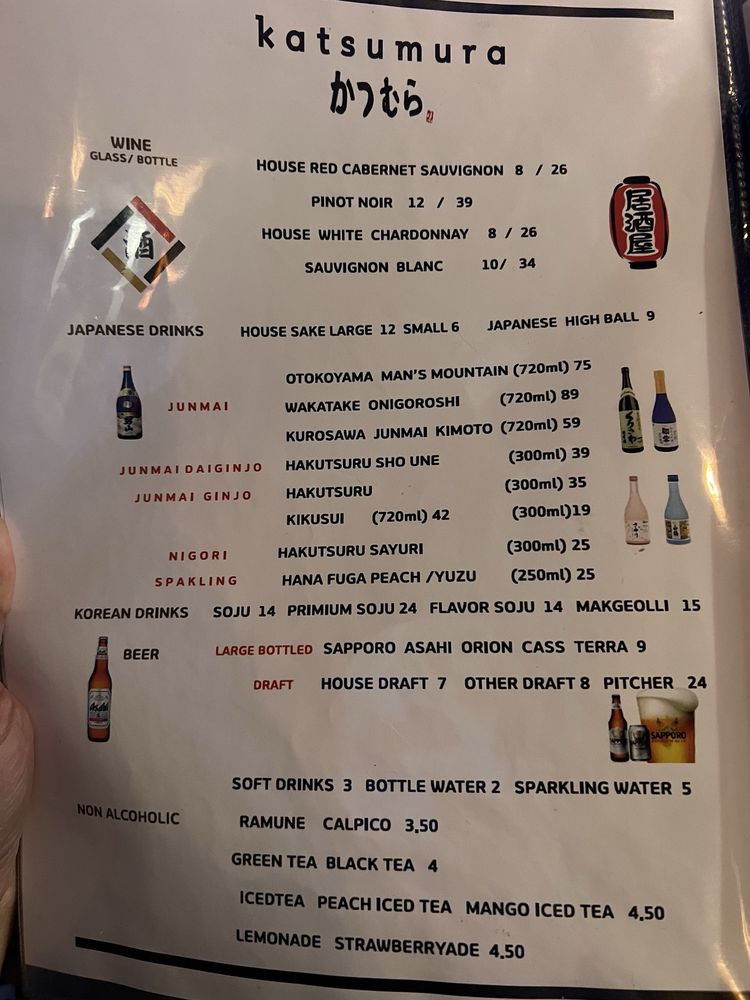 katsumura
かつむら
WINE
GLASS/ BOTTLE
HOUSE RED CABERNET SAUVIGNON 8 / 26
PINOT NOIR 12 / 39
HOUSE WHITE CHARDONNAY 8 / 26
SAUVIGNON BLANC 10/ 34
酒
居酒屋
JAPANESE DRINKS HOUSE SAKE LARGE 12 SMALL 6 JAPANESE HIGH BALL 9
OTOKOYAMA MAN'S MOUNTAIN (720ml) 75
JUNMAI WAKATAKE ONIGOROSHI (720ml) 89
KUROSAWA JUNMAI KIMOTO (720ml) 59
JUNMAI DAIGINJO HAKUTSURU SHO UNE (300ml) 39
JUNMAI GINJO HAKUTSURU (300ml) 35
KIKUSUI (720ml) 42 (300ml)19
NIGORI HAKUTSURU SAYURI (300ml) 25
SPAKLING HANA FUGA PEACH /YUZU (250ml) 25
KOREAN DRINKS SOJU 14 PRIMIUM SOJU 24 FLAVOR SOJU 14 MAKGEOLLI 15
BEER LARGE BOTTLED SAPPORO ASAHI ORION CASS TERRA 9
DRAFT HOUSE DRAFT 7 OTHER DRAFT 8 PITCHER 24
Asahi
SAPPORO
SOFT DRINKS 3 BOTTLE WATER 2 SPARKLING WATER 5
NON ALCOHOLIC
RAMUNE CALPICO 3,50
GREEN TEA BLACK TEA 4
ICEDTEA PEACH ICED TEA MANGO ICED TEA 4,50
LEMONADE STRAWBERRYADE 4,50